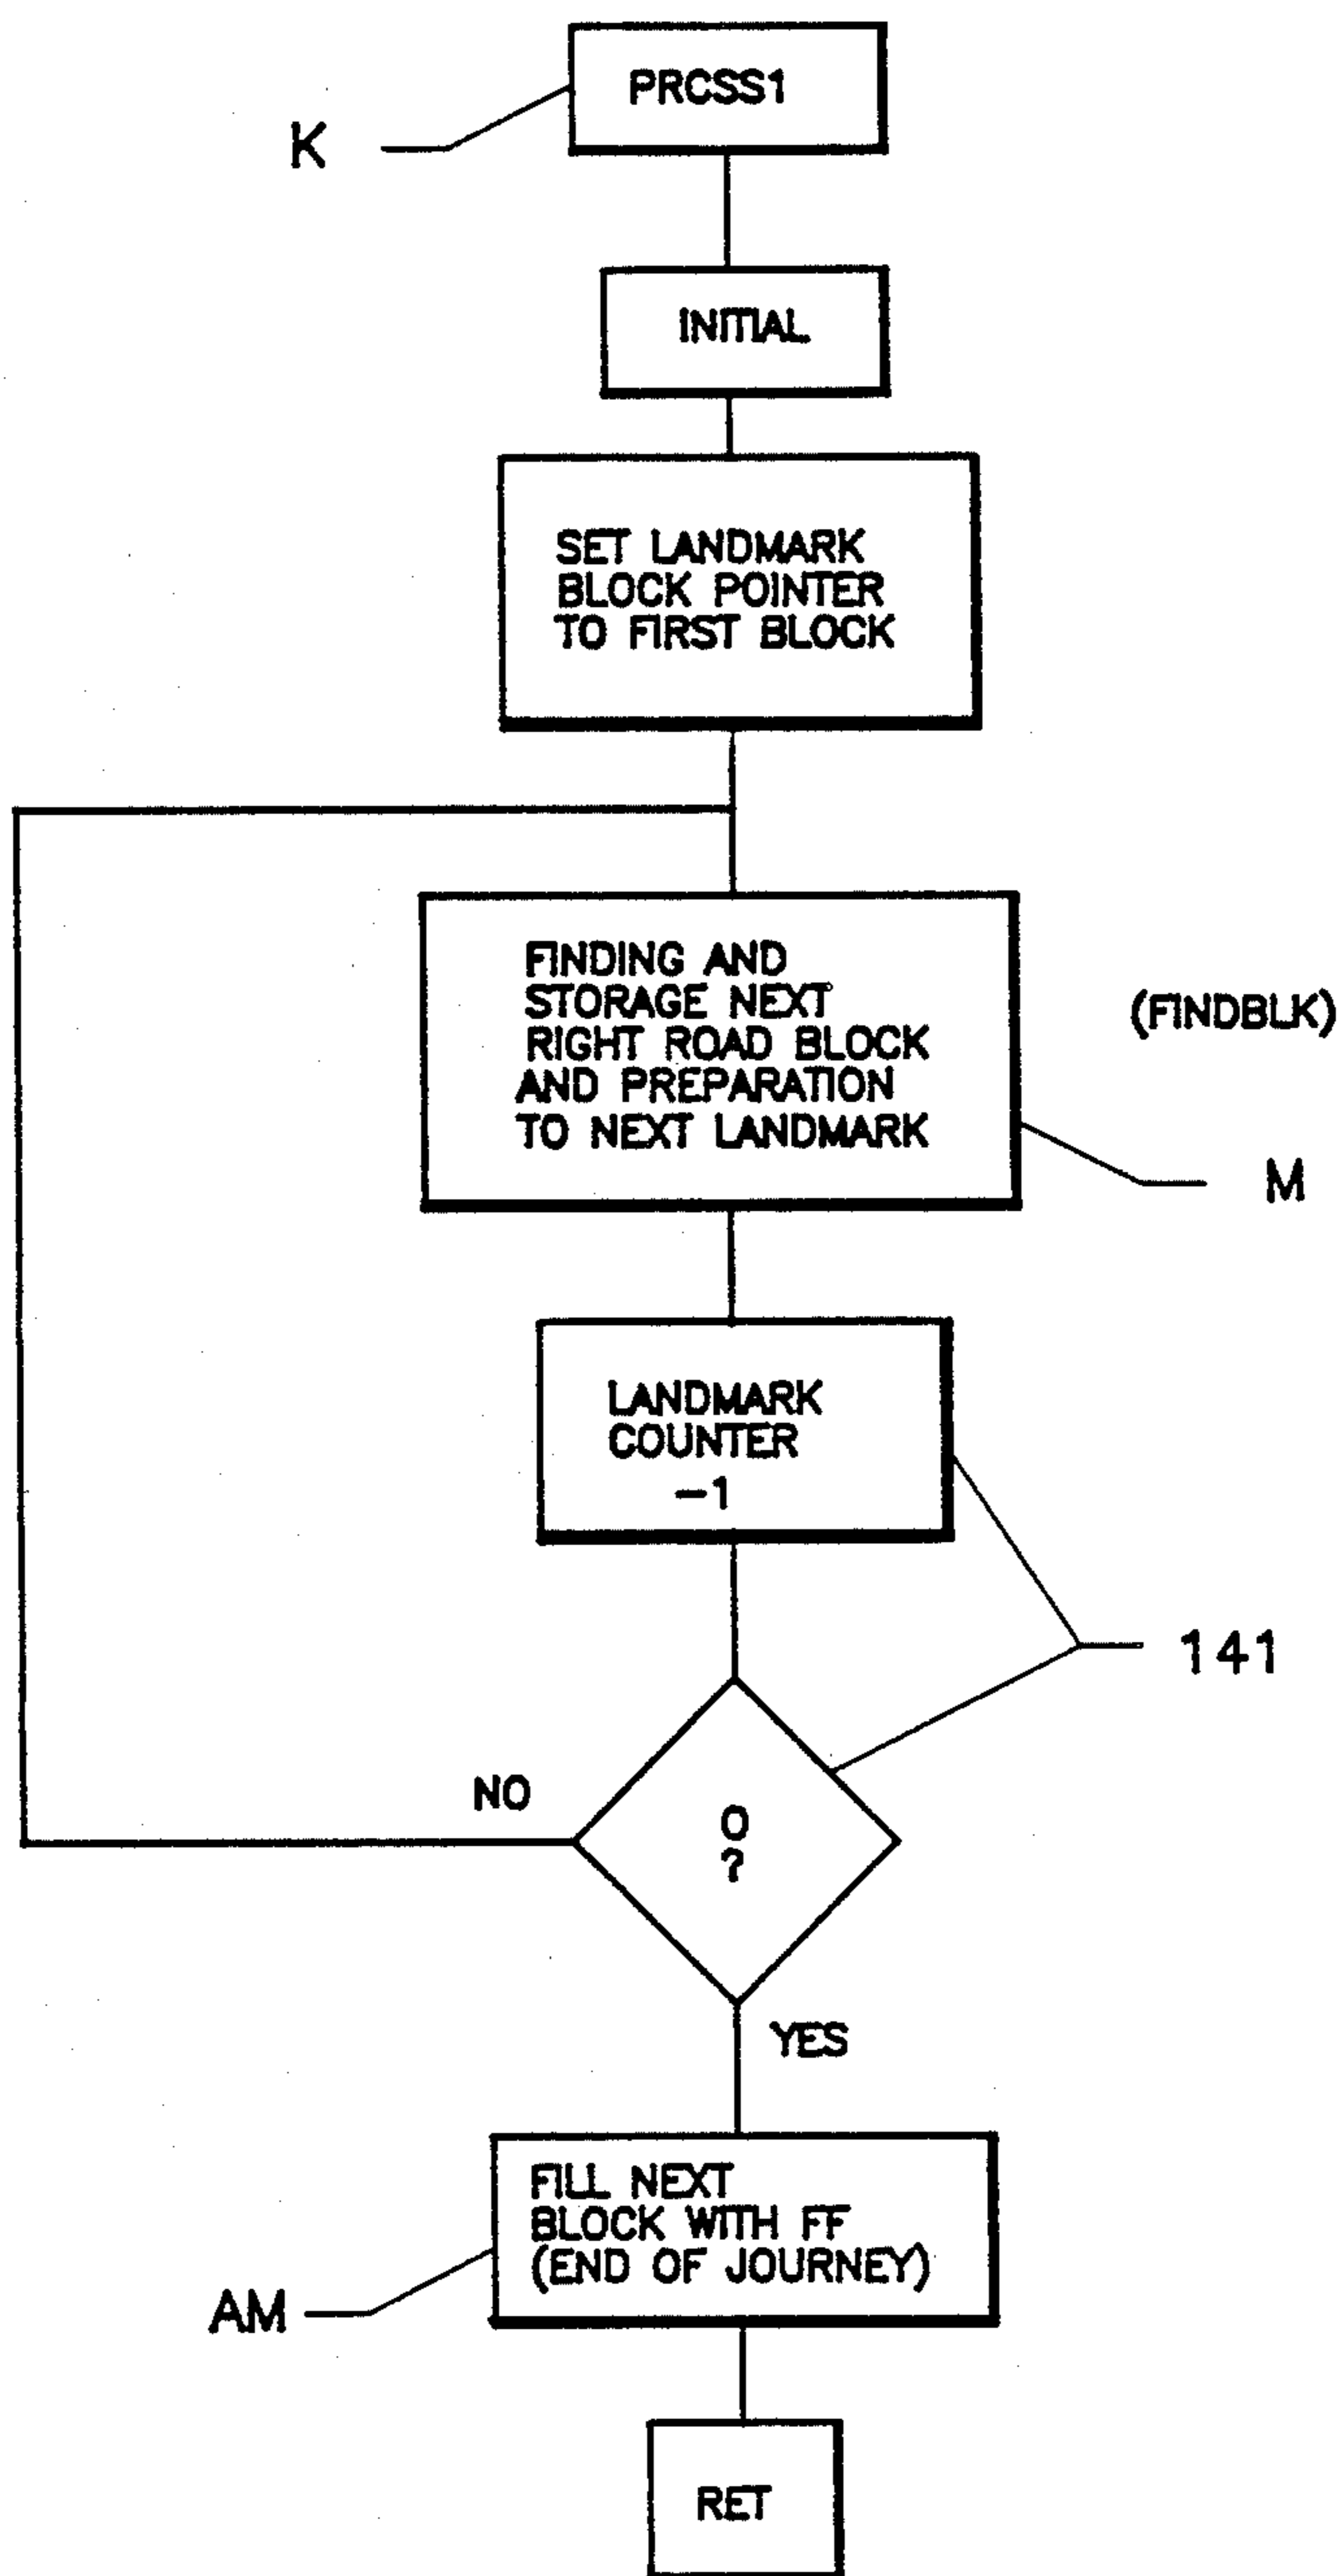 PRCSS1
K
INITIAL
SET LANDMARK
BLOCK POINTER
TO FIRST BLOCK
FINDING AND
STORAGE NEXT
RIGHT ROAD BLOCK
AND PREPARATION
TO NEXT LANDMARK
(FINDBLK)
M
LANDMARK
COUNTER
-1
141
NO
0
?
YES
FILL NEXT
BLOCK WITH FF
(END OF JOURNEY)
AM
RET